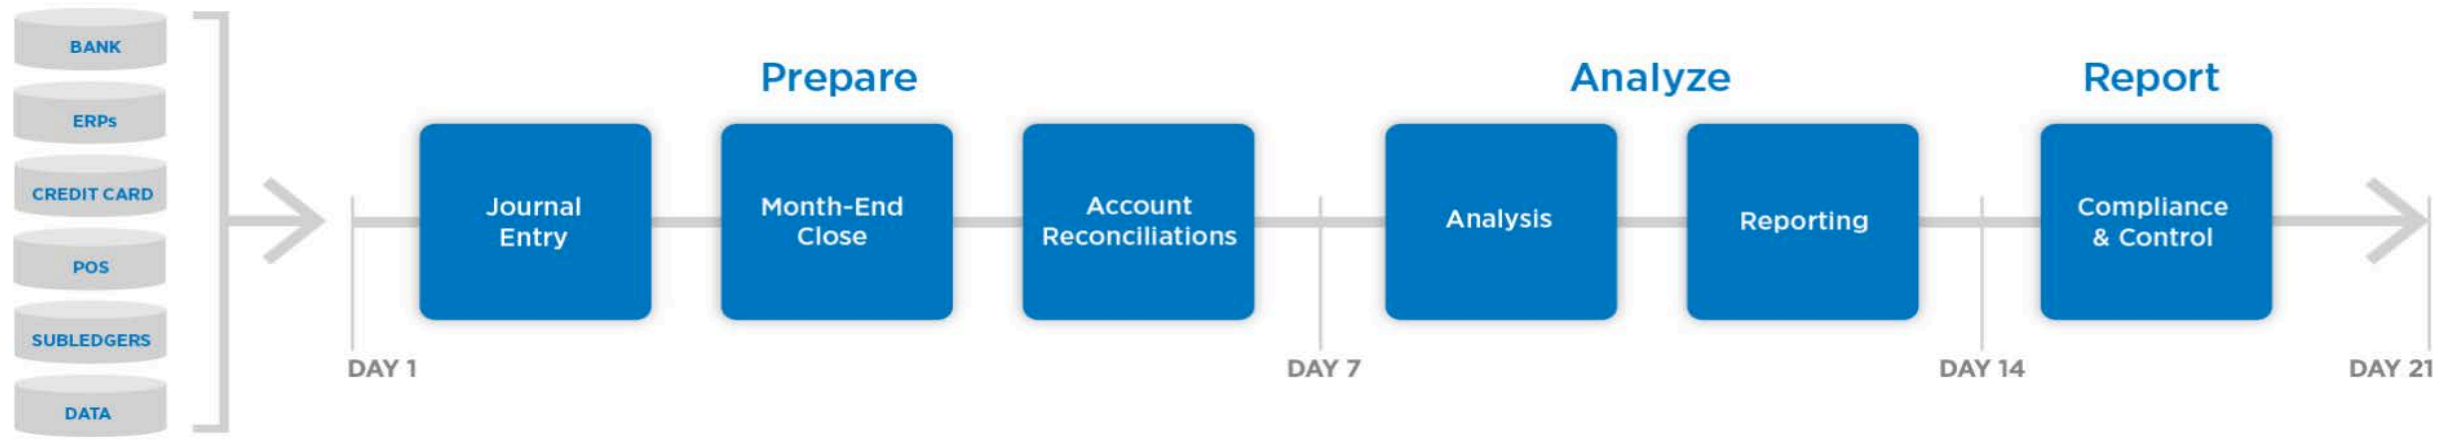 BANK
ERPs
CREDIT CARD
POS
SUBLEDGERS
DATA
Prepare
Journal
Entry
Month-End
Close
Account
Reconciliations
Analyze
Analysis
Reporting
Report
Compliance
& Control
DAY 1
DAY 7
DAY 14
DAY 21